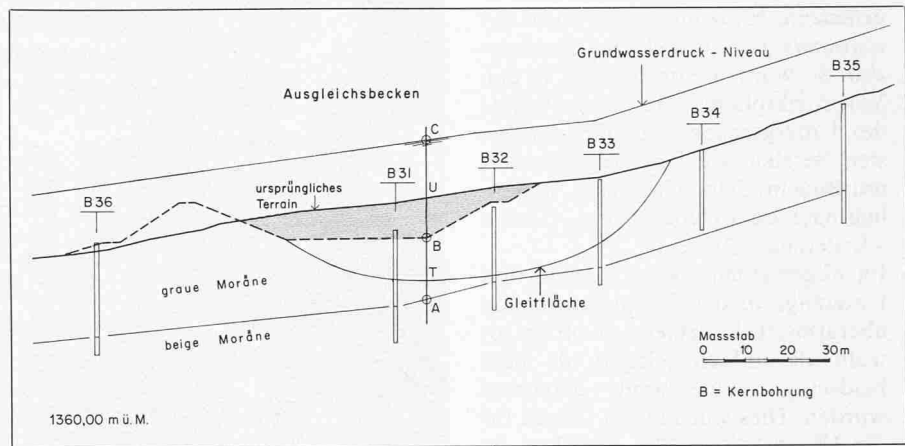 Grundwasserdruck - Niveau
B35
Ausgleichsbecken
B34
C
B33
B32
ursprüngliches
Terrain
B31
U
B36
B
graue Moräne
T
Gleitfläche
A
beige Moräne
Massstab
0 10 20 30 m
B = Kernbohrung
1360,00 m ü. M.